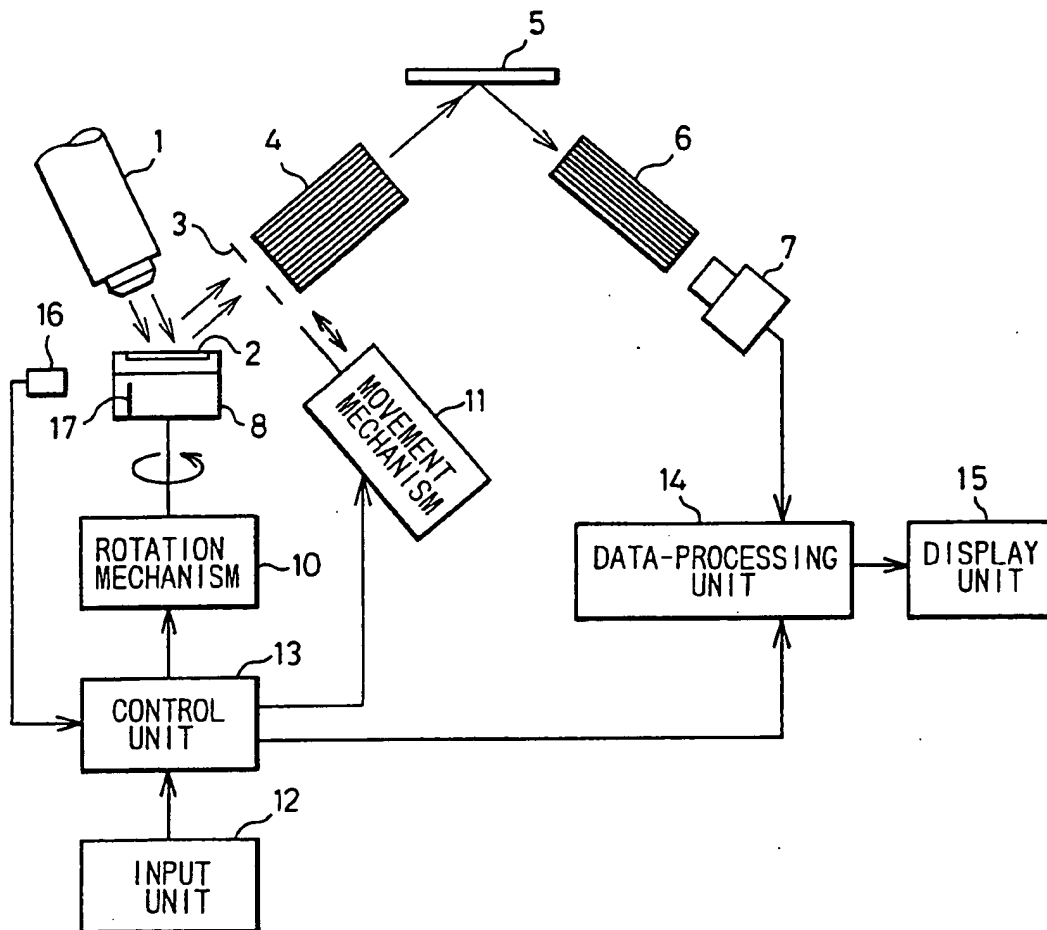 5
1
4
6
3
7
16
2
17
8
MOVEMENT
MECHANISM
11
14
15
ROTATION
MECHANISM
10
DATA-PROCESSING
UNIT
DISPLAY
UNIT
13
CONTROL
UNIT
12
INPUT
UNIT